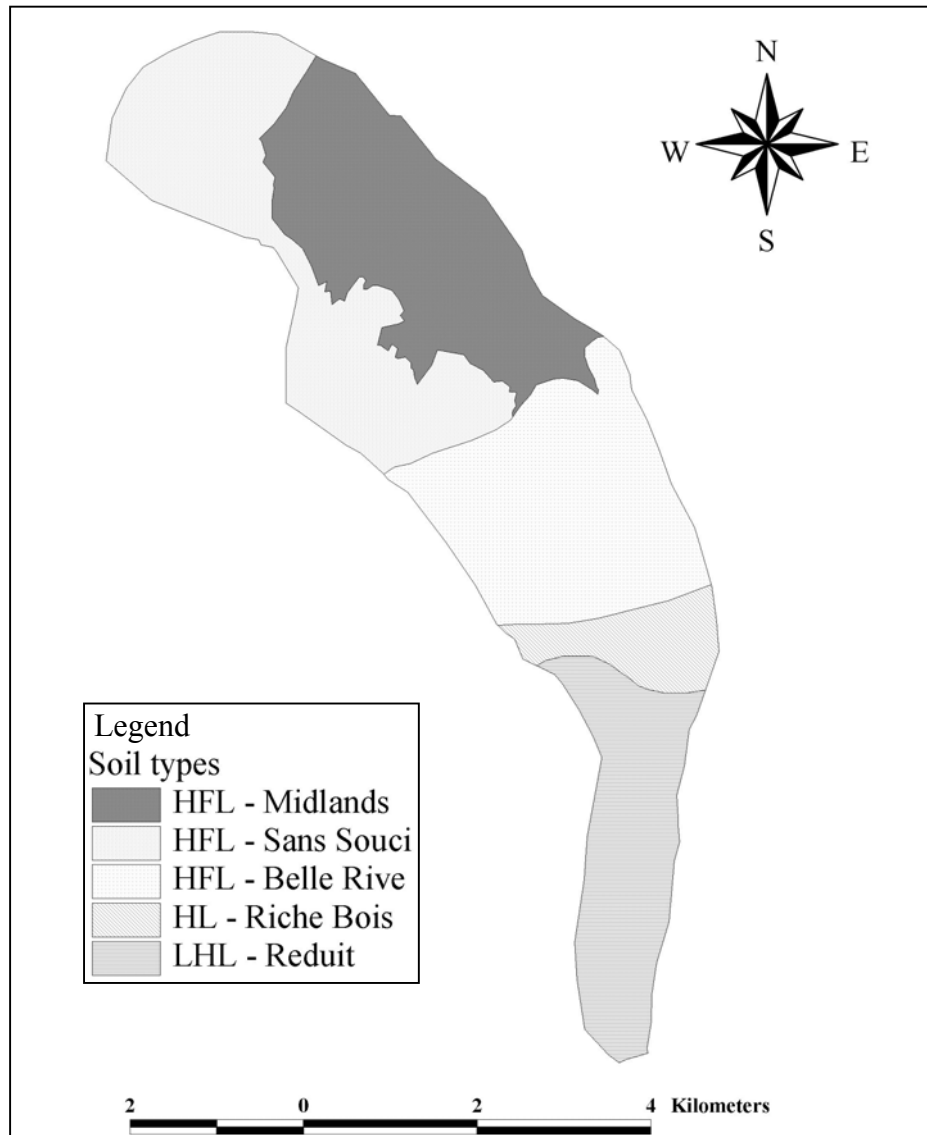 N
W E
S
Legend
Soil types
HFL - Midlands
HFL - Sans Souci
HFL - Belle Rive
HL - Riche Bois
LHL - Reduit
2 0 2 4 Kilometers